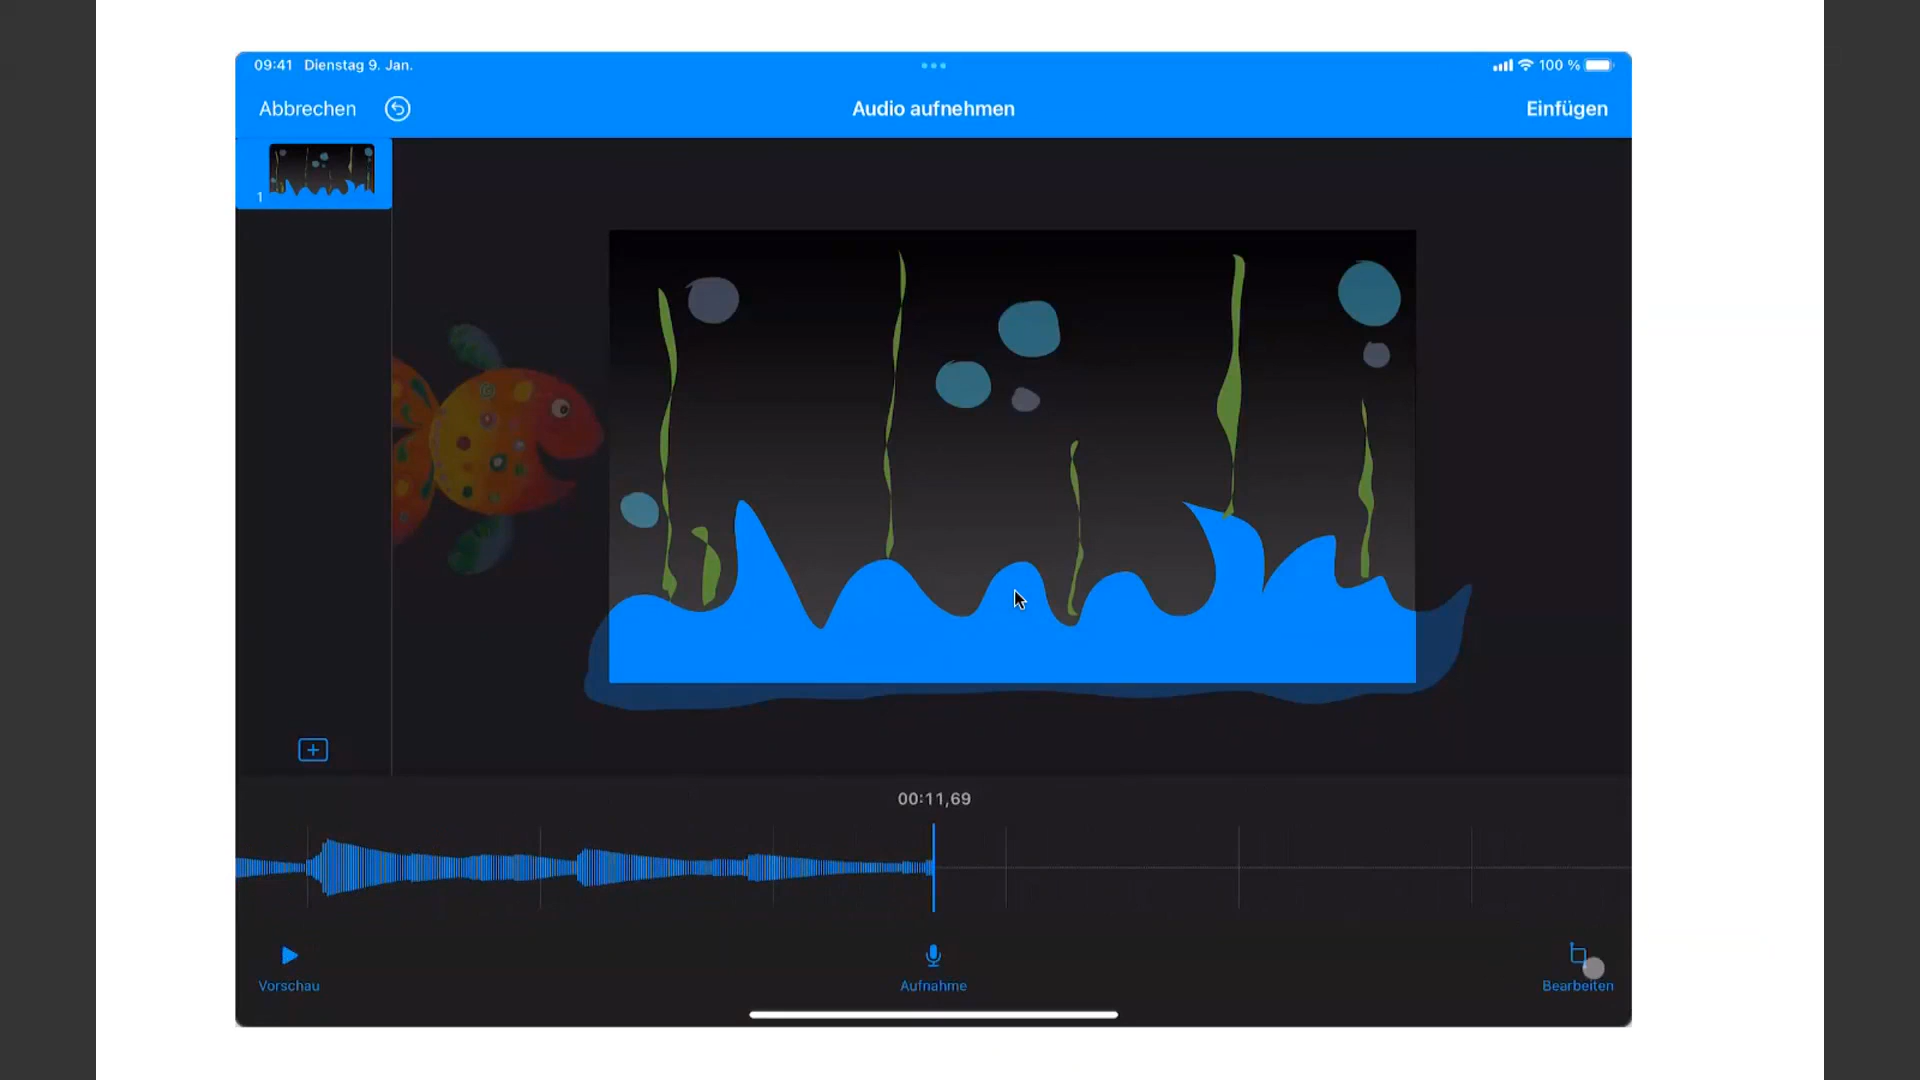 09:41 Dienstag 9. Jan.
100 %
Abbrechen
Audio aufnehmen
Einfügen
1
00:11,69
Vorschau
Aufnahme
Bearbeiten